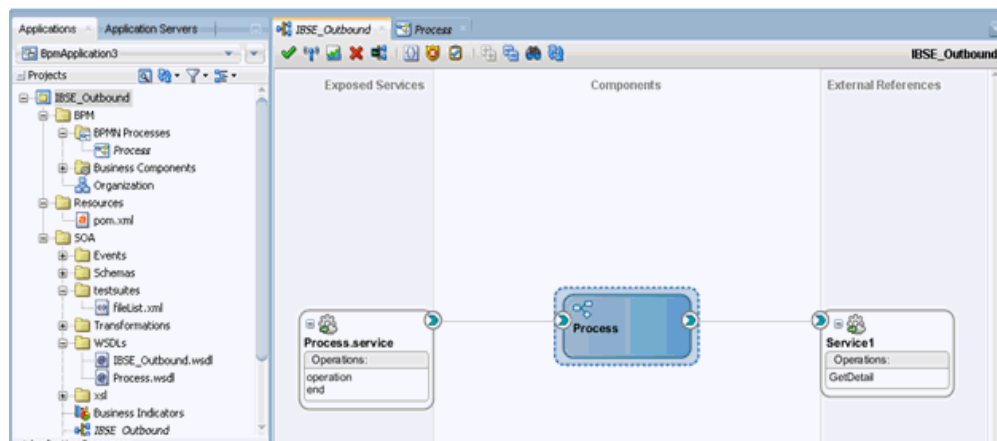 Applications
Application Servers
BpmApplication3
Projects
IBSE_Outbound
BPM
BPMN Processes
Process
Business Components
Organization
Resources
pom.xml
SOA
Events
Schemas
testsuites
fileList.xml
Transformations
WSDLs
IBSE_Outbound.wsdl
Process.wsdl
xsl
Business Indicators
IBSE_Outbound
IBSE_Outbound
Process
IBSE_Outbound
Exposed Services
Components
External References
Process.service
Operations:
operation
end
Process
Service1
Operations:
GetDetail